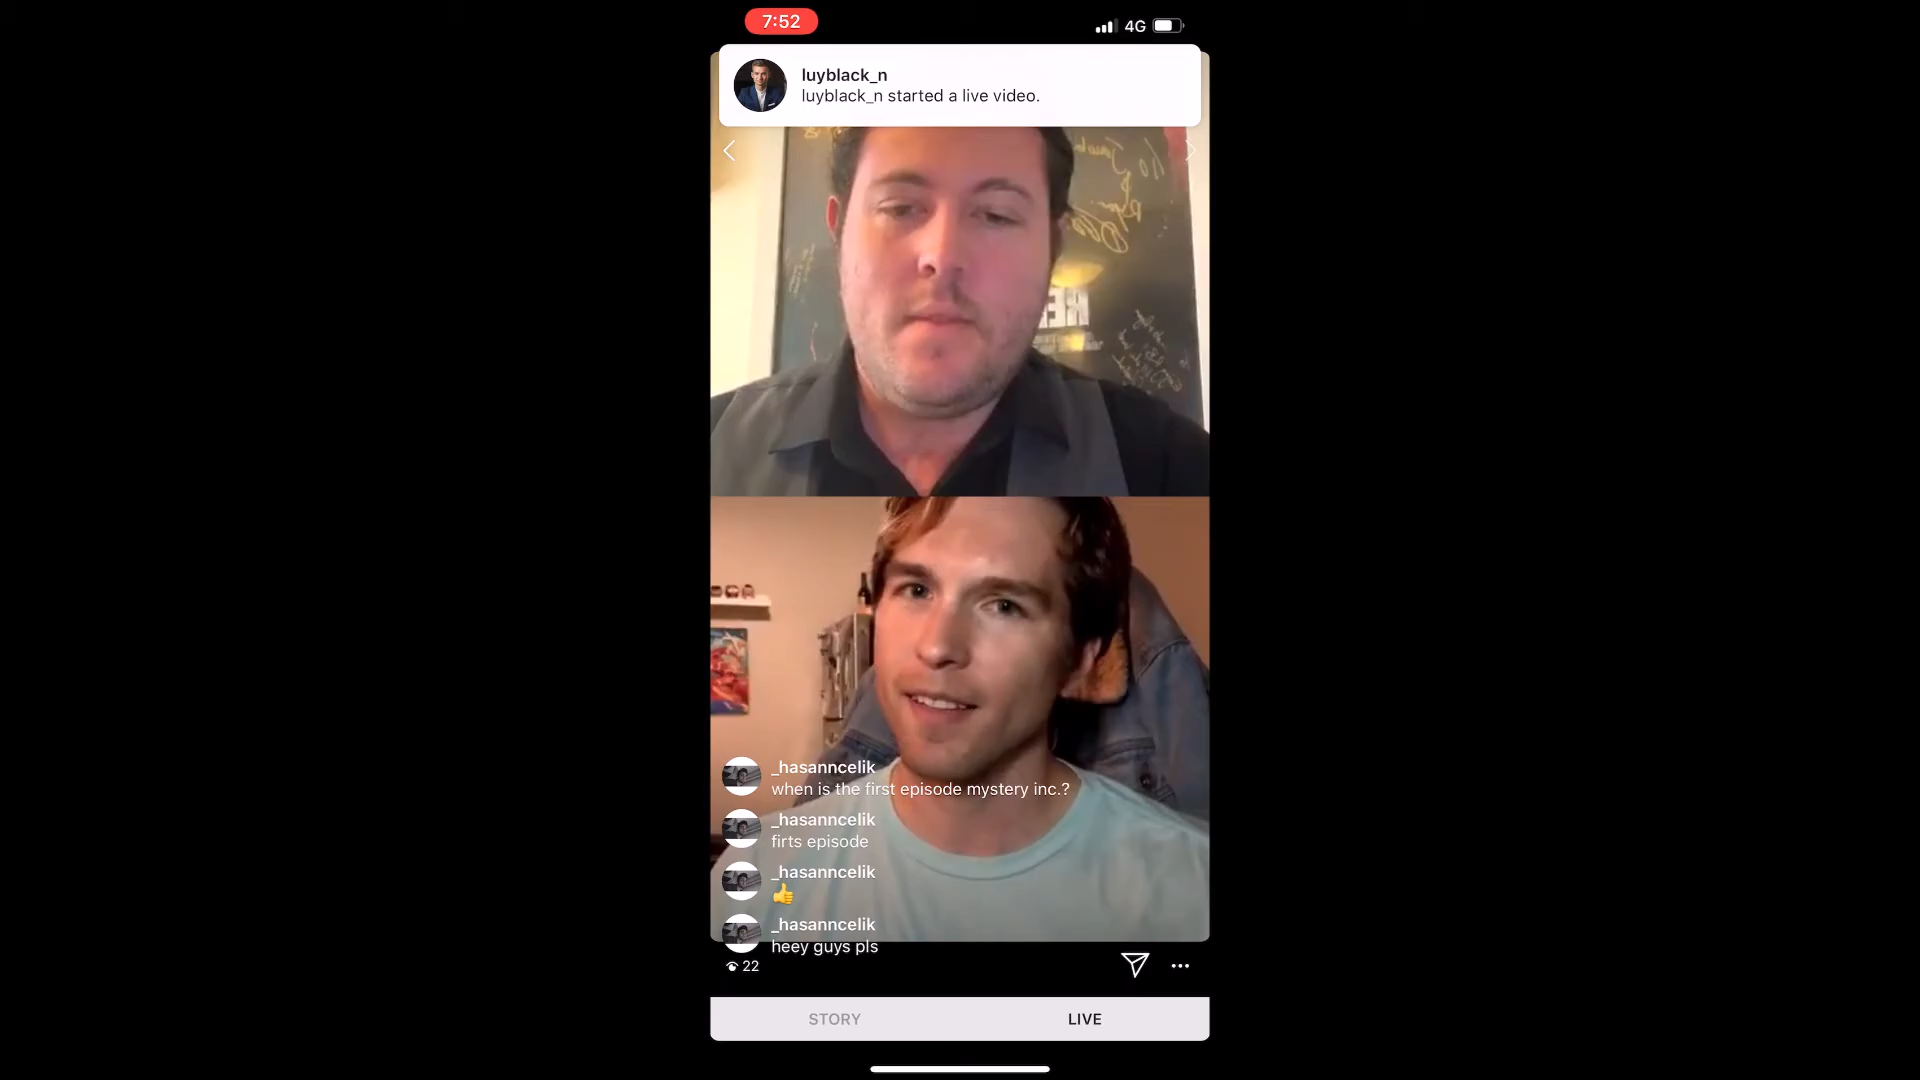 7:52
4G
luyblack_n
luyblack_n started a live video.
_hasanncelik
when is the first episode mystery inc.?
_hasanncelik
firts episode
_hasanncelik
👍
_hasanncelik
heey guys pls
22
STORY
LIVE